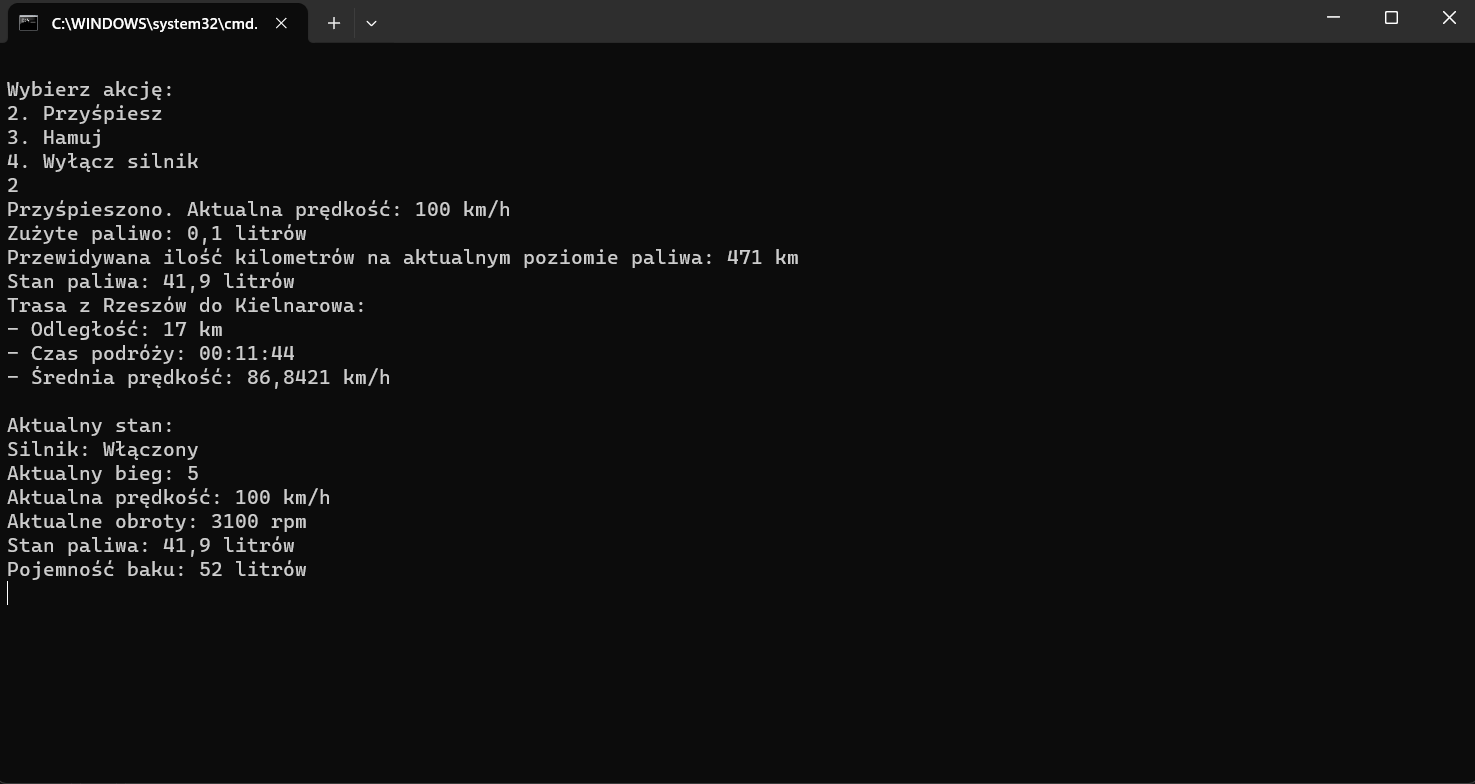 C:\WINDOWS\system32\cmd.
Wybierz akcję:
2. Przyśpiesz
3. Hamuj
4. Wyłącz silnik
2
Przyśpieszono. Aktualna prędkość: 100 km/h
Zużyte paliwo: 0,1 litrów
Przewidywana ilość kilometrów na aktualnym poziomie paliwa: 471 km
Stan paliwa: 41,9 litrów
Trasa z Rzeszów do Kielnarowa:
- Odległość: 17 km
- Czas podróży: 00:11:44
- Średnia prędkość: 86,8421 km/h
Aktualny stan:
Silnik: Włączony
Aktualny bieg: 5
Aktualna prędkość: 100 km/h
Aktualne obroty: 3100 rpm
Stan paliwa: 41,9 litrów
Pojemność baku: 52 litrów